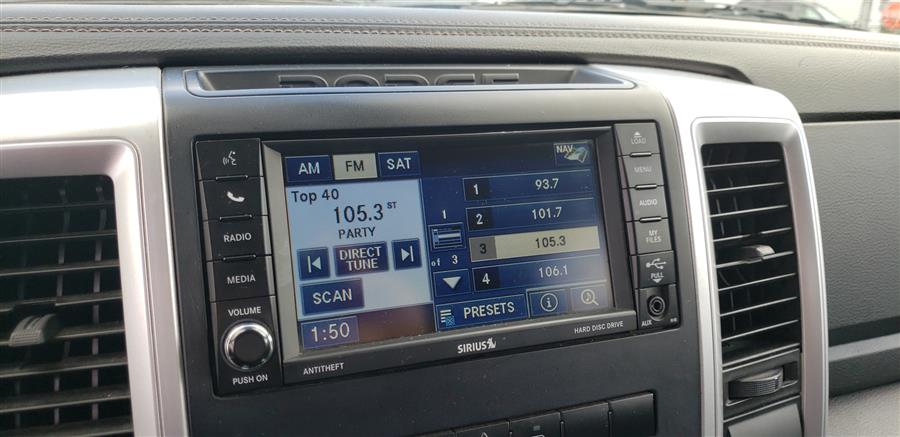 DODGE
AM FM SAT
Top 40
105.3 ST
PARTY
DIRECT
TUNE
SCAN
1:50
1
of 3
NAV
1 93.7
2 101.7
3 105.3
4 106.1
PRESETS
RADIO
MEDIA
VOLUME
PUSH ON
ANTITHEFT
SIRIUS
HARD DISC DRIVE
LOAD
MENU
AUDIO
MY
FILES
PULL
AUX